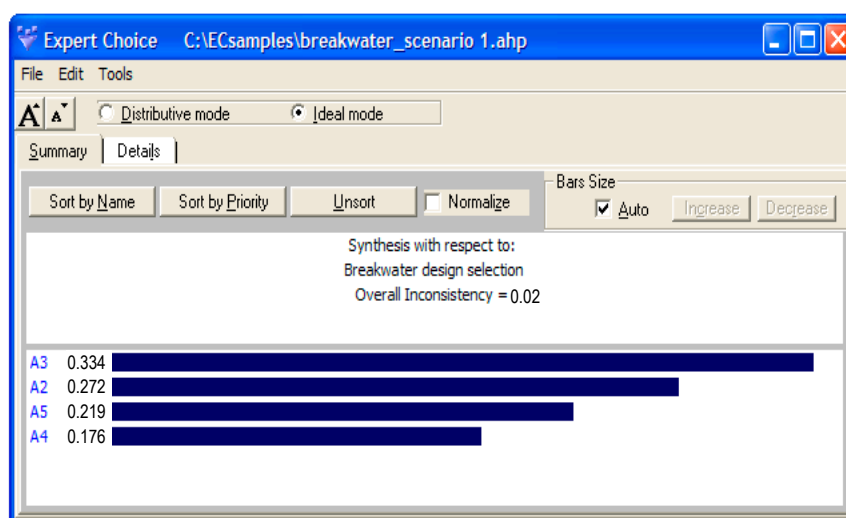 Expert Choice C:\ECsamples\breakwater_scenario 1.ahp
File Edit Tools
A A Distributive mode Ideal mode
Summary Details
Sort by Name Sort by Priority Unsort Normalize Bars Size Auto Increase Decrease
Synthesis with respect to:
Breakwater design selection
Overall Inconsistency = 0.02
A3 0.334
A2 0.272
A5 0.219
A4 0.176